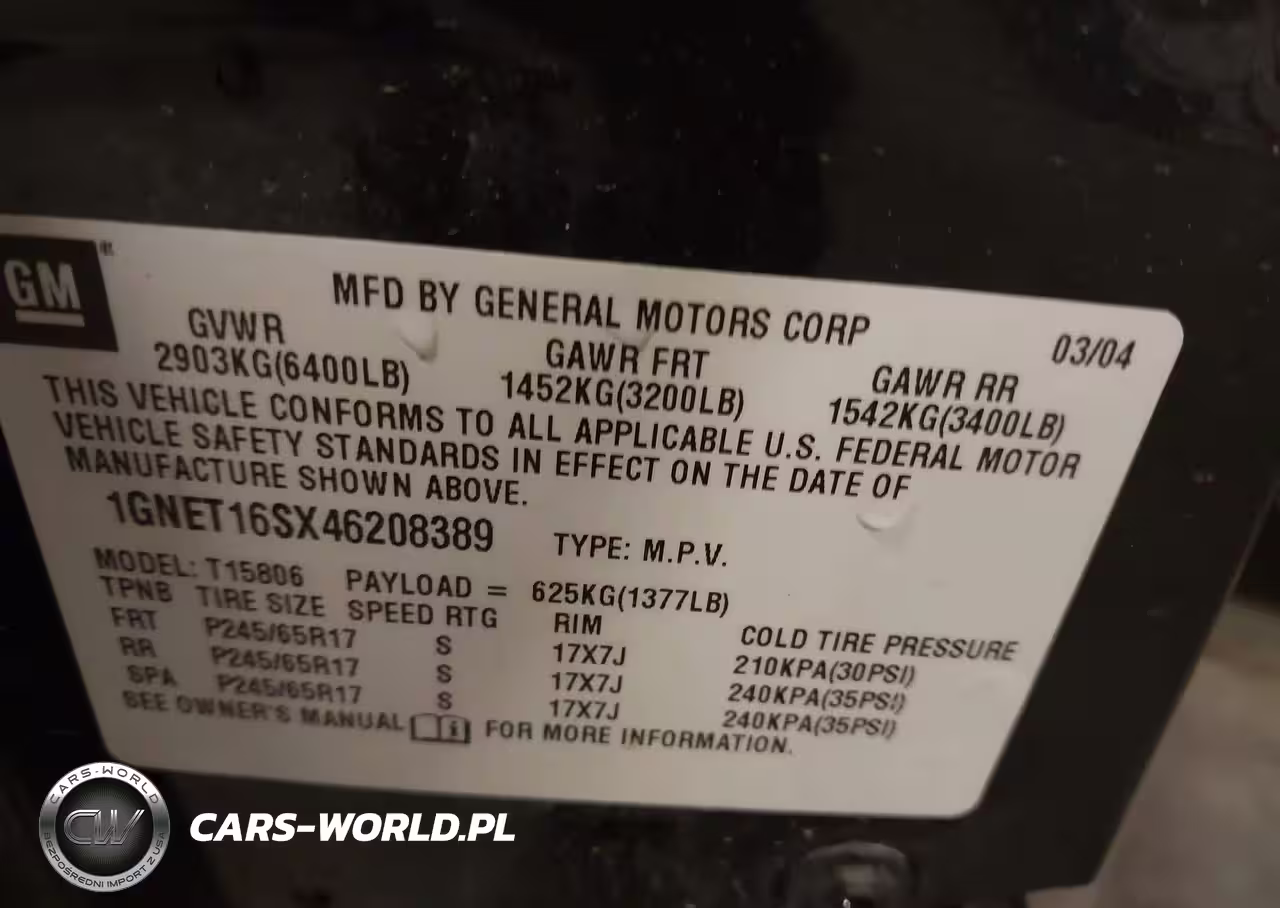 GM
MFD BY GENERAL MOTORS CORP
03/04
GVWR GAWR FRT GAWR RR
2903KG(6400LB) 1452KG(3200LB) 1542KG(3400LB)
THIS VEHICLE CONFORMS TO ALL APPLICABLE U.S. FEDERAL MOTOR
VEHICLE SAFETY STANDARDS IN EFFECT ON THE DATE OF
MANUFACTURE SHOWN ABOVE.
1GNET16SX46208389 TYPE: M.P.V.
MODEL: T15806 PAYLOAD = 625KG(1377LB)
TPNB TIRE SIZE SPEED RTG RIM COLD TIRE PRESSURE
FRT P245/65R17 S 17X7J 210KPA(30PSI)
RR P245/65R17 S 17X7J 240KPA(35PSI)
SPA P245/65R17 S 17X7J 240KPA(35PSI)
SEE OWNER'S MANUAL FOR MORE INFORMATION.
CARS-WORLD
CW
BEZPOŚREDNI IMPORT Z USA
CARS-WORLD.PL